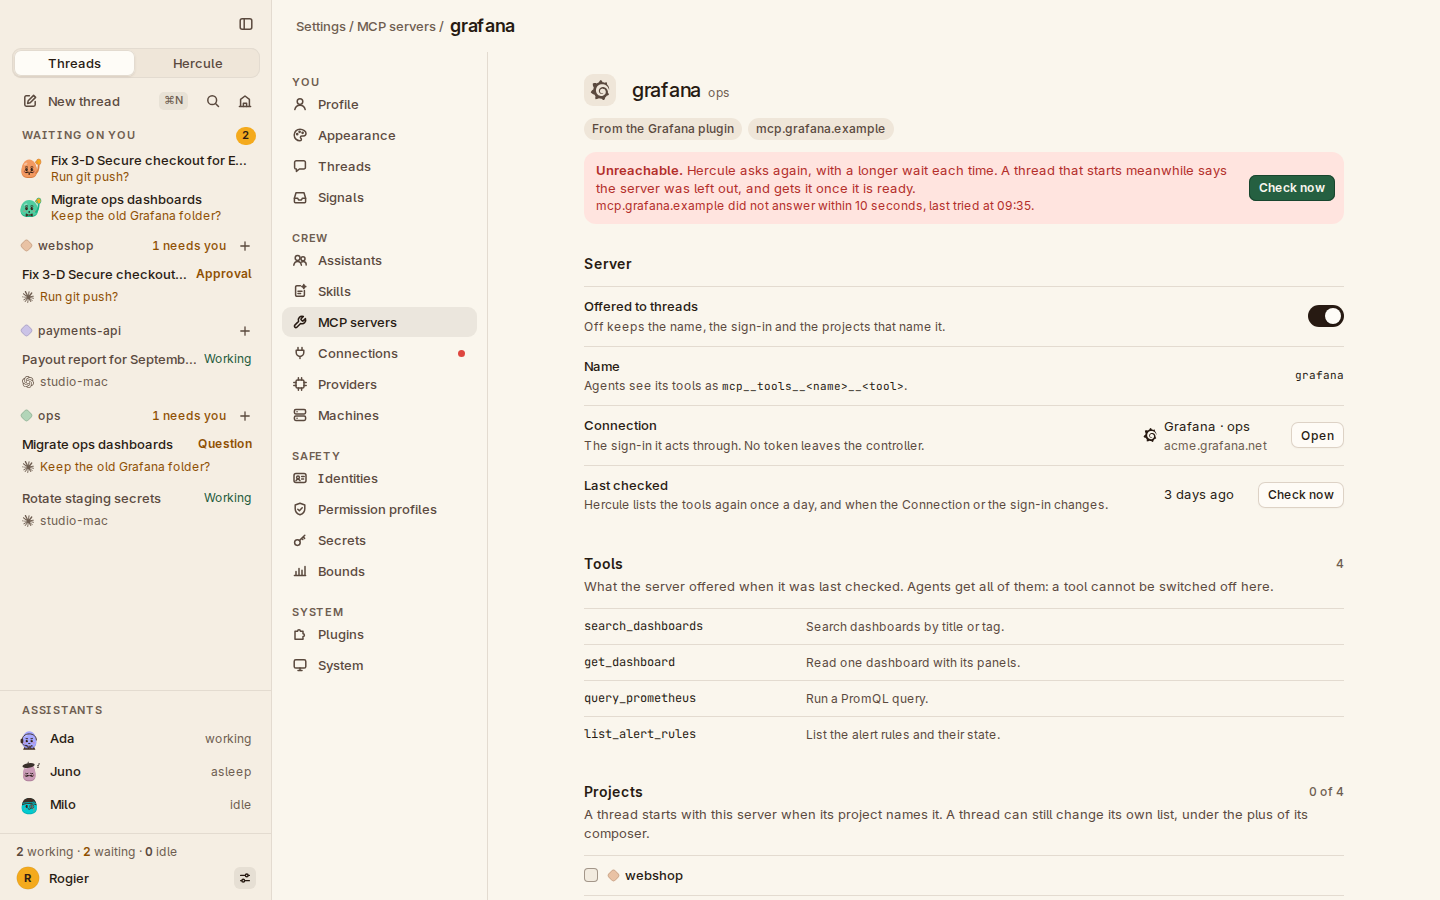 Threads
Hercule
New thread
⌘N
WAITING ON YOU
2
Fix 3-D Secure checkout for E...
Run git push?
Migrate ops dashboards
Keep the old Grafana folder?
webshop
1 needs you
Fix 3-D Secure checkout...
Approval
Run git push?
payments-api
Payout report for Septemb...
Working
studio-mac
ops
1 needs you
Migrate ops dashboards
Question
Keep the old Grafana folder?
Rotate staging secrets
Working
studio-mac
ASSISTANTS
Ada
working
Juno
asleep
Milo
idle
2 working · 2 waiting · 0 idle
R
Rogier
Settings / MCP servers / grafana
YOU
Profile
Appearance
Threads
Signals
CREW
Assistants
Skills
MCP servers
Connections
Providers
Machines
SAFETY
Identities
Permission profiles
Secrets
Bounds
SYSTEM
Plugins
System
grafana ops
From the Grafana plugin
mcp.grafana.example
Unreachable. Hercule asks again, with a longer wait each time. A thread that starts meanwhile says
the server was left out, and gets it once it is ready.
mcp.grafana.example did not answer within 10 seconds, last tried at 09:35.
Check now
Server
Offered to threads
Off keeps the name, the sign-in and the projects that name it.
Name
Agents see its tools as mcp__tools__<name>__<tool>.
grafana
Connection
The sign-in it acts through. No token leaves the controller.
Grafana · ops
acme.grafana.net
Open
Last checked
Hercule lists the tools again once a day, and when the Connection or the sign-in changes.
3 days ago
Check now
Tools
4
What the server offered when it was last checked. Agents get all of them: a tool cannot be switched off here.
search_dashboards
Search dashboards by title or tag.
get_dashboard
Read one dashboard with its panels.
query_prometheus
Run a PromQL query.
list_alert_rules
List the alert rules and their state.
Projects
0 of 4
A thread starts with this server when its project names it. A thread can still change its own list, under the plus of its
composer.
webshop